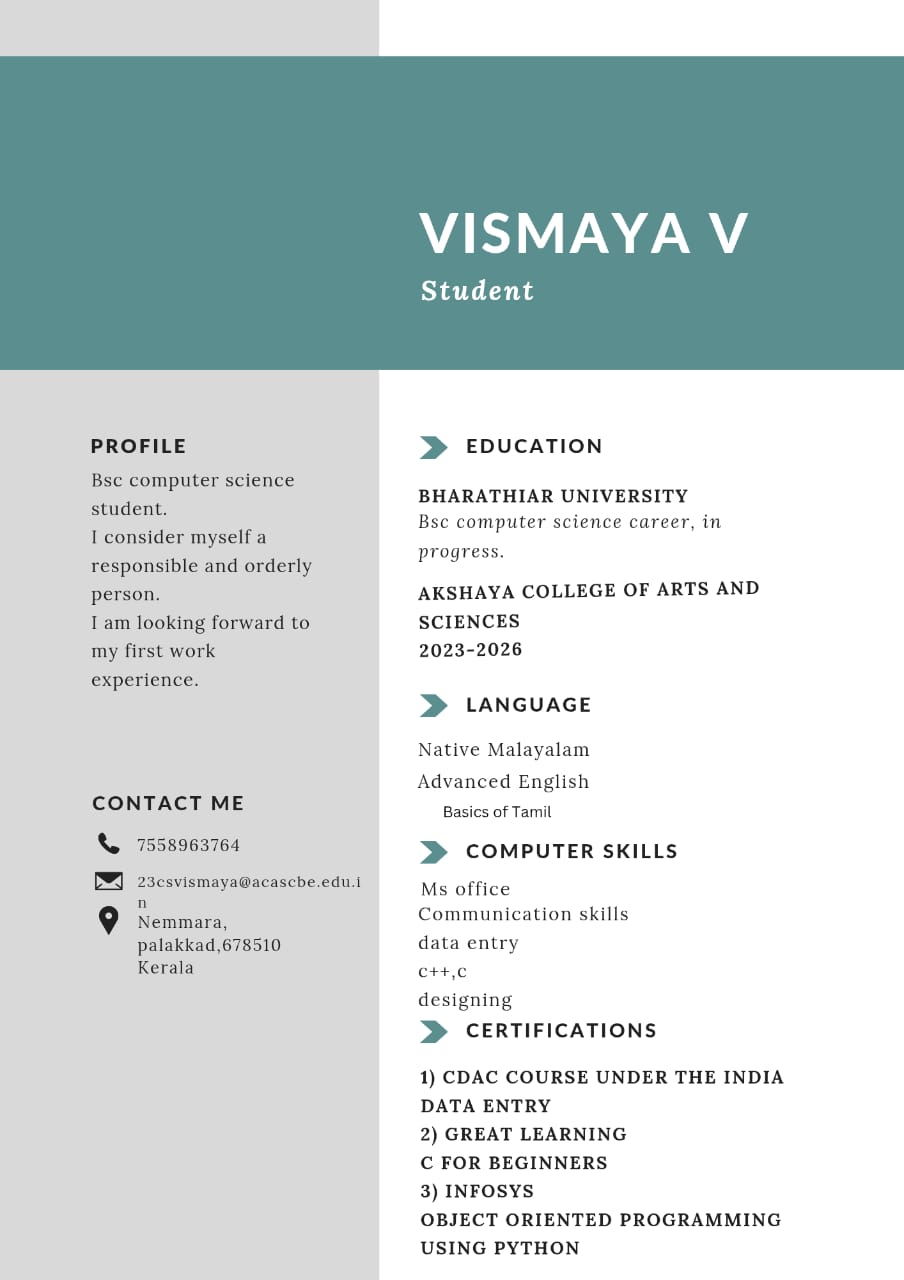 VISMAYA V
Student
PROFILE
Bsc computer science
student.
I consider myself a
responsible and orderly
person.
I am looking forward to
my first work
experience.
CONTACT ME
7558963764
23csvismaya@acascbe.edu.i
n
Nemmara,
palakkad,678510
Kerala
EDUCATION
BHARATHIAR UNIVERSITY
Bsc computer science career, in
progress.
AKSHAYA COLLEGE OF ARTS AND
SCIENCES
2023-2026
LANGUAGE
Native Malayalam
Advanced English
Basics of Tamil
COMPUTER SKILLS
Ms office
Communication skills
data entry
c++,c
designing
CERTIFICATIONS
1) CDAC COURSE UNDER THE INDIA
DATA ENTRY
2) GREAT LEARNING
C FOR BEGINNERS
3) INFOSYS
OBJECT ORIENTED PROGRAMMING
USING PYTHON